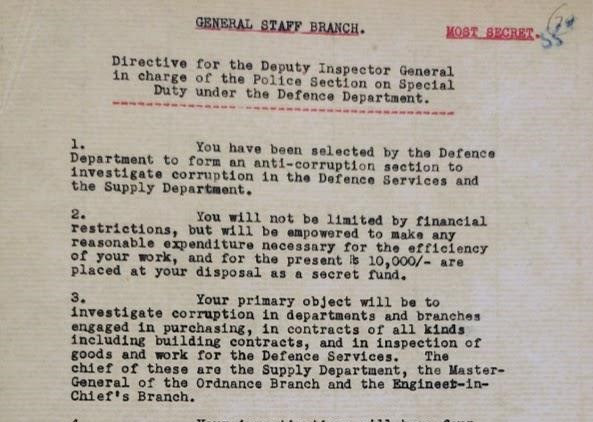 GENERAL STAFF BRANCH.
MOST SECRET.
Directive for the Deputy Inspector General
in charge of the Police Section on Special
Duty under the Defence Department.
1. You have been selected by the Defence
Department to form an anti-corruption section to
investigate corruption in the Defence Services and
the Supply Department.
2. You will not be limited by financial
restrictions, but will be empowered to make any
reasonable expenditure necessary for the efficiency
of your work, and for the present Rs 10,000/- are
placed at your disposal as a secret fund.
3. Your primary object will be to
investigate corruption in departments and branches
engaged in purchasing, in contracts of all kinds
including building contracts, and in inspection of
goods and work for the Defence Services. The
chief of these are the Supply Department, the Master-
General of the Ordnance Branch and the Engineer-in-
Chief's Branch.